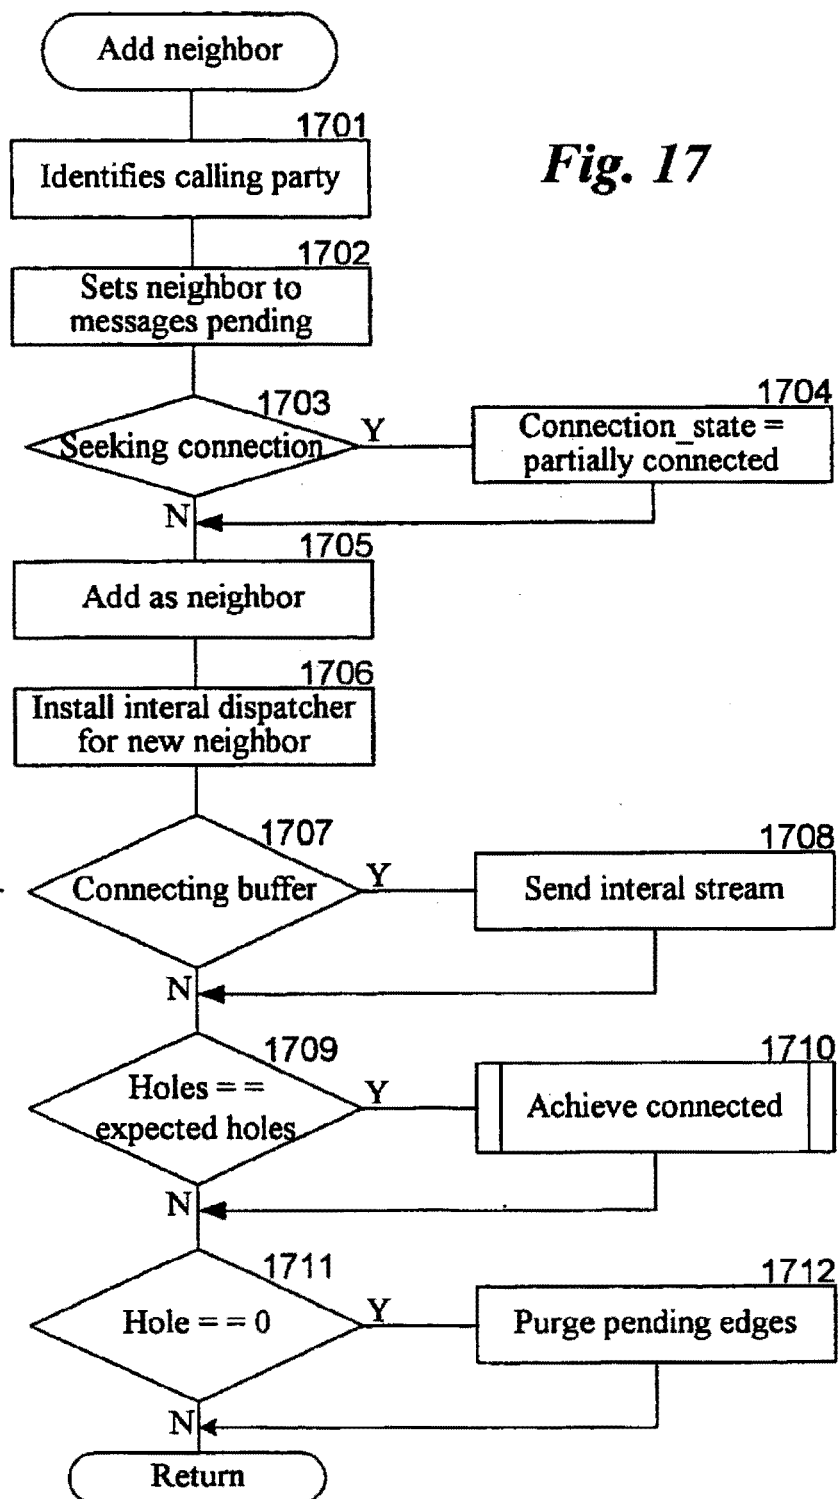 Add neighbor
1701
Fig. 17
Identifies calling party
1702
Sets neighbor to
messages pending
1703
Seeking connection
Y
1704
Connection_state =
partially connected
N
1705
Add as neighbor
1706
Install interal dispatcher
for new neighbor
1707
Connecting buffer
Y
1708
Send interal stream
N
1709
Holes = =
expected holes
Y
1710
Achieve connected
N
1711
Hole = = 0
Y
1712
Purge pending edges
N
Return